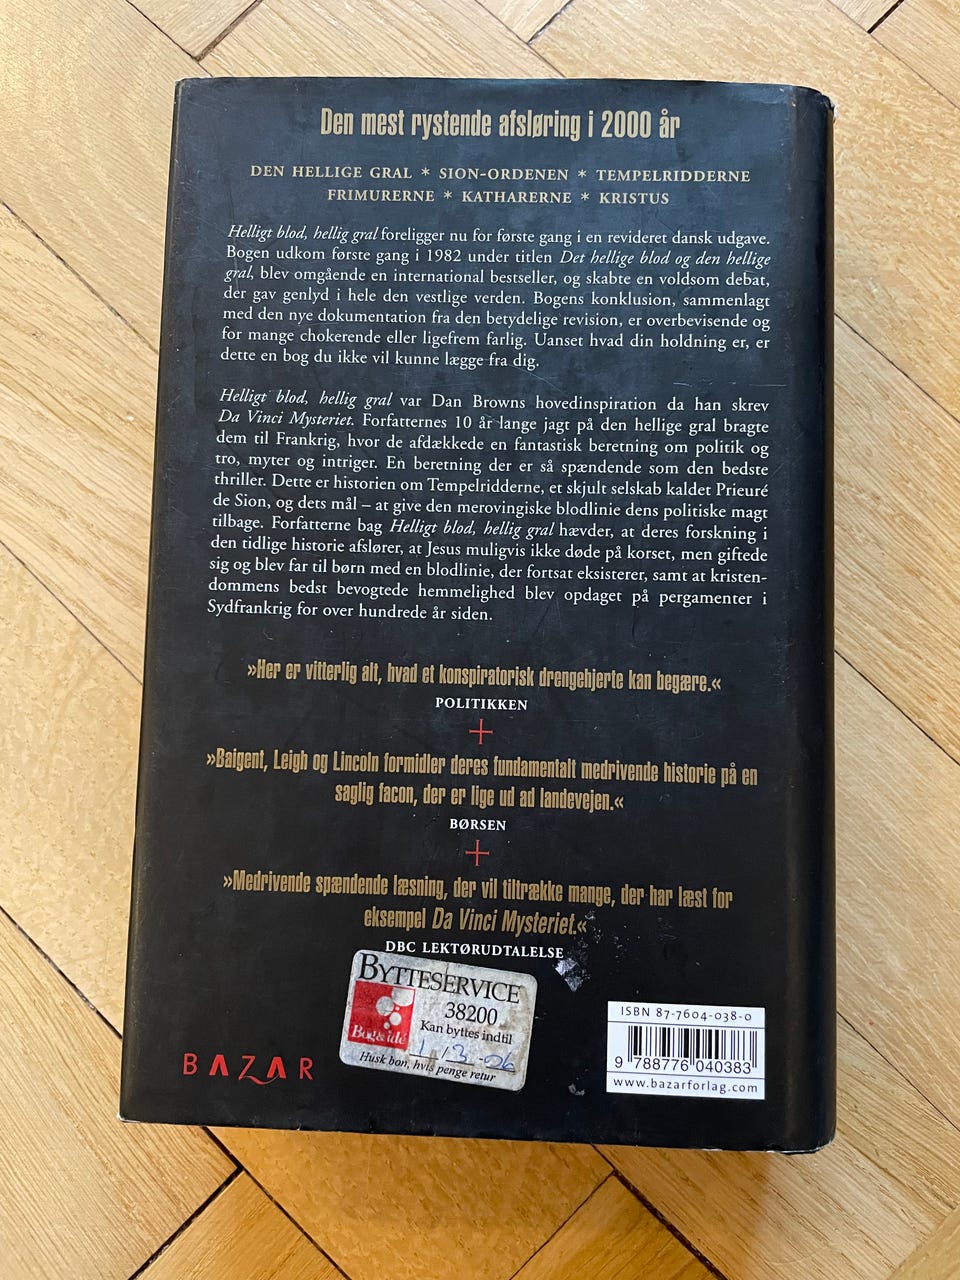 Den mest rystende afsløring i 2000 år
DEN HELLIGE GRAL * SION-ORDENEN * TEMPELRIDDERNE
FRIMURERNE * KATHARERNE * KRISTUS
Helligt blod, hellig gral foreligger nu for første gang i en revideret dansk udgave.
Bogen udkom første gang i 1982 under titlen Det hellige blod og den hellige
gral, blev omgående en international bestseller, og skabte en voldsom debat,
der gav genlyd i hele den vestlige verden. Bogens konklusion, sammenlagt
med den nye dokumentation fra den betydelige revision, er overbevisende og
for mange chokerende eller ligefrem farlig. Uanset hvad din holdning er, er
dette en bog du ikke vil kunne lægge fra dig.
Helligt blod, hellig gral var Dan Browns hovedinspiration da han skrev
Da Vinci Mysteriet. Forfatternes 10 år lange jagt på den hellige gral bragte
dem til Frankrig, hvor de afdækkede en fantastisk beretning om politik og
tro, myter og intriger. En beretning der er så spændende som den bedste
thriller. Dette er historien om Tempelridderne, et skjult selskab kaldet Prieuré
de Sion, og dets mål – at give den merovingiske blodlinie dens politiske magt
tilbage. Forfatterne bag Helligt blod, hellig gral hævder, at deres forskning i
den tidlige historie afslører, at Jesus muligvis ikke døde på korset, men giftede
sig og blev far til børn med en blodlinie, der fortsat eksisterer, samt at kristen-
dommens bedst bevogtede hemmelighed blev opdaget på pergamenter i
Sydfrankrig for over hundrede år siden.
»Her er vitterlig alt, hvad et konspiratorisk drengehjerte kan begære.«
POLITIKKEN
»Baigent, Leigh og Lincoln formidler deres fundamentalt medrivende historie på en
saglig facon, der er lige ud ad landevejen.«
BØRSEN
»Medrivende spændende læsning, der vil tiltrække mange, der har læst for
eksempel Da Vinci Mysteriet.«
DBC LEKTØRUDTALELSE
BYTTESERVICE
38200
Kan byttes indtil
Bog&idé
1/3-06
Husk bon, hvis penge retur
BAZAR
ISBN 87-7604-038-0
9 788776 040383
www.bazarforlag.com